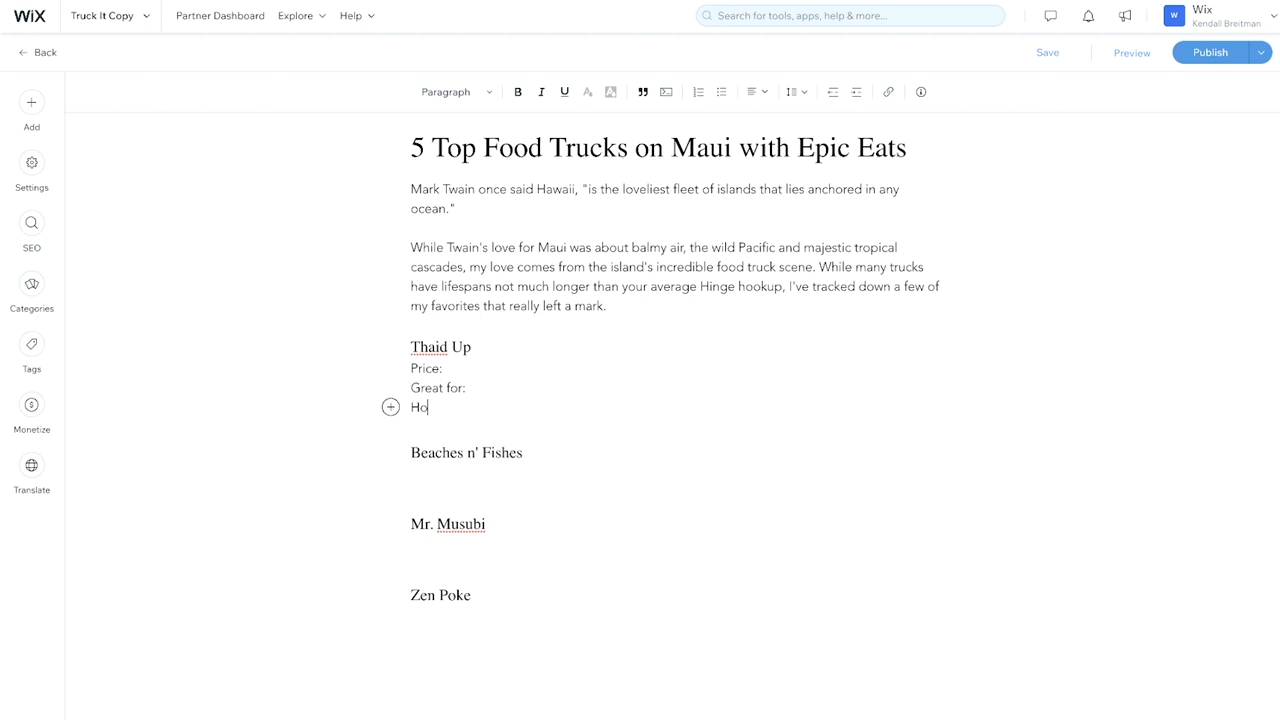 WiX Truck It Copy Partner Dashboard Explore Help Search for tools, apps, help & more... W Wix
Kendall Breitman
Back Save Preview Publish
Paragraph B I U A A
Add
Settings
SEO
Categories
Tags
Monetize
Translate
5 Top Food Trucks on Maui with Epic Eats
Mark Twain once said Hawaii, "is the loveliest fleet of islands that lies anchored in any
ocean."
While Twain's love for Maui was about balmy air, the wild Pacific and majestic tropical
cascades, my love comes from the island's incredible food truck scene. While many trucks
have lifespans not much longer than your average Hinge hookup, I've tracked down a few of
my favorites that really left a mark.
Thaid Up
Price:
Great for:
Ho
Beaches n' Fishes
Mr. Musubi
Zen Poke